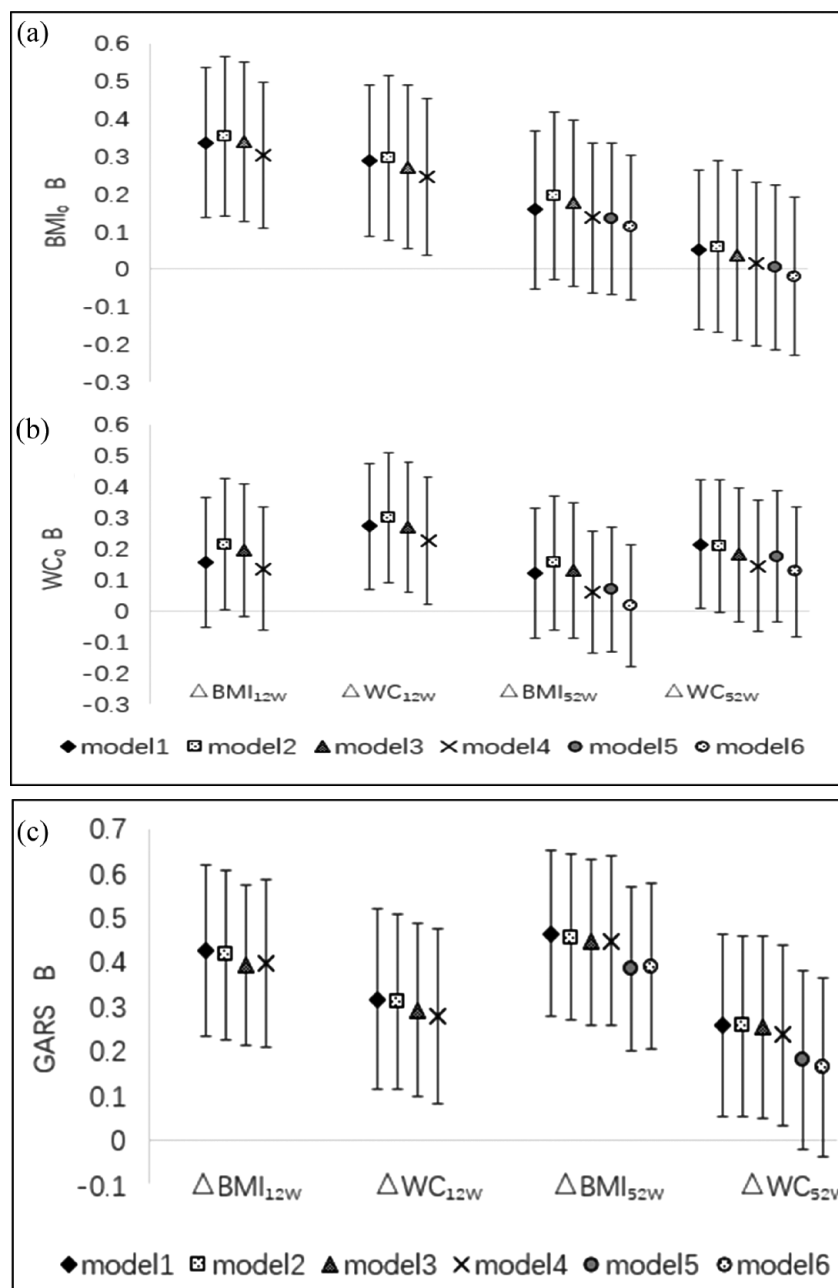 (a)
0.6
0.5
0.4
0.3
0.2
0.1
0
-0.1
-0.2
-0.3
BMI₀ B
(b)
0.6
0.5
0.4
0.3
0.2
0.1
0
-0.1
-0.2
-0.3
WC₀ B
△BMI₁₂W △WC₁₂W △BMI₅₂W △WC₅₂W
model1 model2 model3 model4 model5 model6
(c)
0.7
0.6
0.5
0.4
0.3
0.2
0.1
0
-0.1
GARS B
△BMI₁₂W △WC₁₂W △BMI₅₂W △WC₅₂W
model1 model2 model3 model4 model5 model6